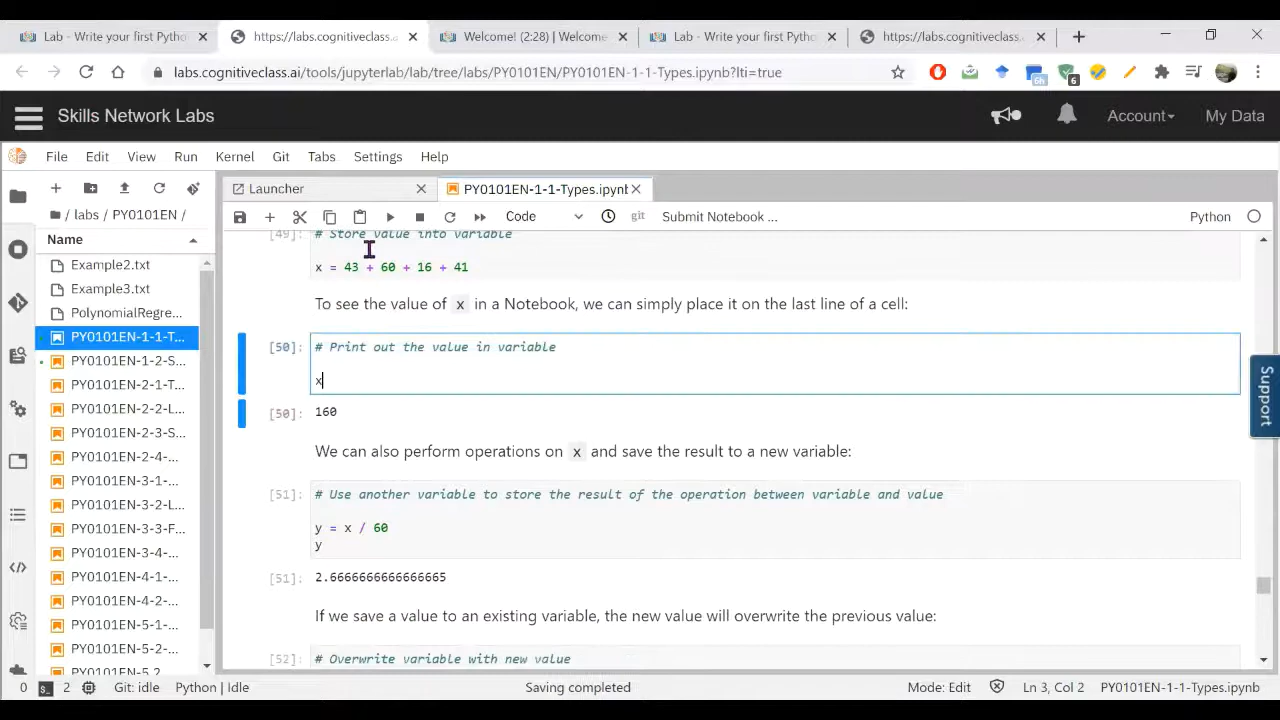 Lab - Write your first Pytho
https://labs.cognitiveclass.ai/
Welcome! (2:28) | Welcome
Lab - Write your first Pytho
https://labs.cognitiveclass.ai/
labs.cognitiveclass.ai/tools/jupyterlab/lab/tree/labs/PY0101EN/PY0101EN-1-1-Types.ipynb?lti=true
6h
6
Skills Network Labs
Account
My Data
File
Edit
View
Run
Kernel
Git
Tabs
Settings
Help
Launcher
PY0101EN-1-1-Types.ipynb
/ labs / PY0101EN /
Code
git
Submit Notebook ...
Python
Name
Example2.txt
Example3.txt
PolynomialRegre...
PY0101EN-1-1-T...
PY0101EN-1-2-S...
PY0101EN-2-1-T...
PY0101EN-2-2-L...
PY0101EN-2-3-S...
PY0101EN-2-4-...
PY0101EN-3-1-...
PY0101EN-3-2-L...
PY0101EN-3-3-F...
PY0101EN-3-4-...
PY0101EN-4-1-...
PY0101EN-4-2-...
PY0101EN-5-1-...
PY0101EN-5-2-...
PY0101EN-5.2
[49]: # Store value into variable
x = 43 + 60 + 16 + 41
To see the value of x in a Notebook, we can simply place it on the last line of a cell:
[50]: # Print out the value in variable
x
[50]: 160
We can also perform operations on x and save the result to a new variable:
[51]: # Use another variable to store the result of the operation between variable and value
y = x / 60
y
[51]: 2.6666666666666665
If we save a value to an existing variable, the new value will overwrite the previous value:
[52]: # Overwrite variable with new value
Support
0
2
Git: idle
Python | Idle
Saving completed
Mode: Edit
Ln 3, Col 2
PY0101EN-1-1-Types.ipynb